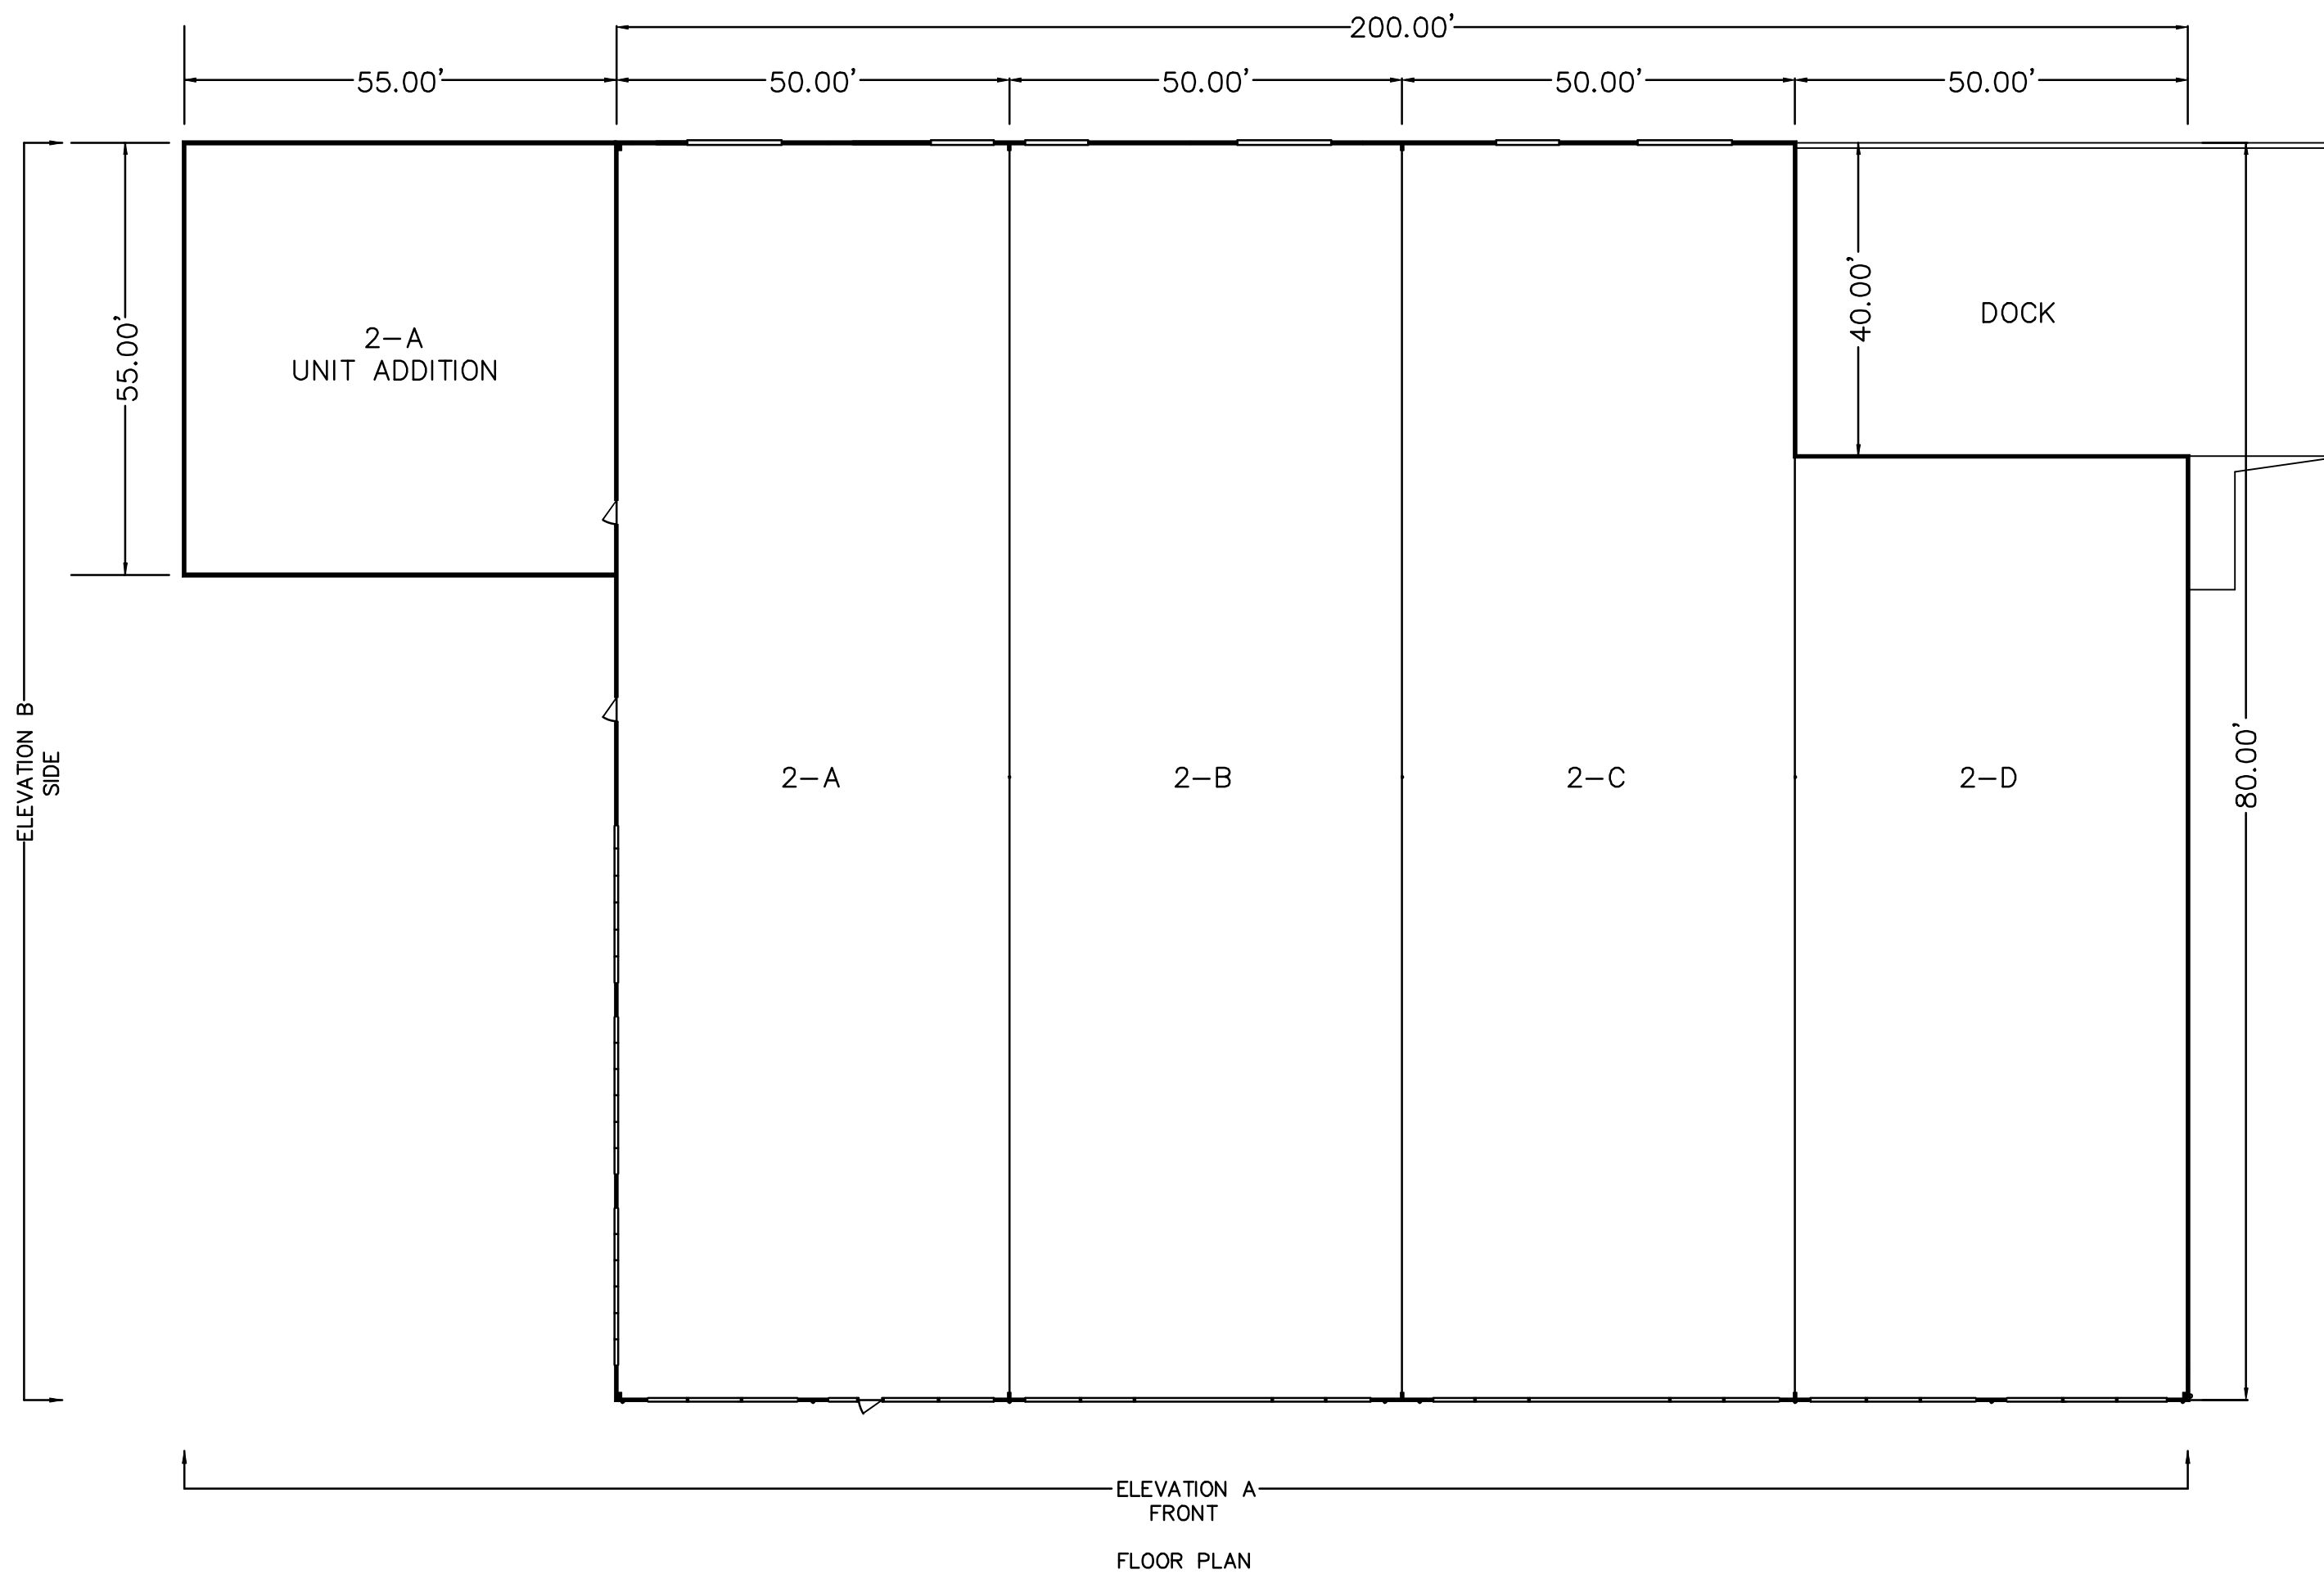 200.00'
55.00'
50.00'
50.00'
50.00'
50.00'
40.00'
DOCK
55.00'
2-A
UNIT ADDITION
ELEVATION B
SIDE
2-A
2-B
2-C
2-D
80.00'
ELEVATION A
FRONT
FLOOR PLAN